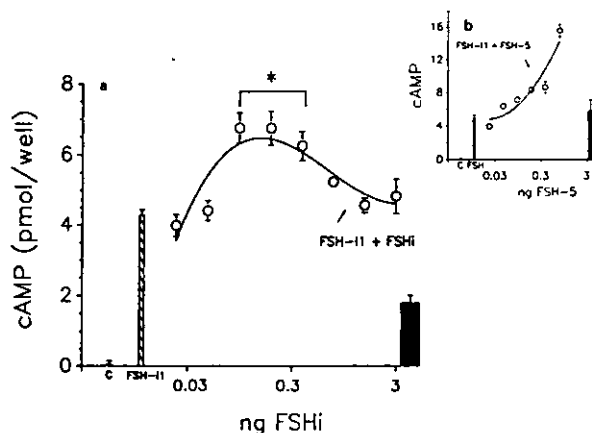 a
*
8
6
4
2
0
cAMP (pmol/well)
C FSH-I1
0.03 0.3 3
ng FSHi
FSH-I1 + FSHi
b
16
12
8
4
0
cAMP
FSH-I1 + FSH-5
C FSH
0.03 0.3 3
ng FSH-5